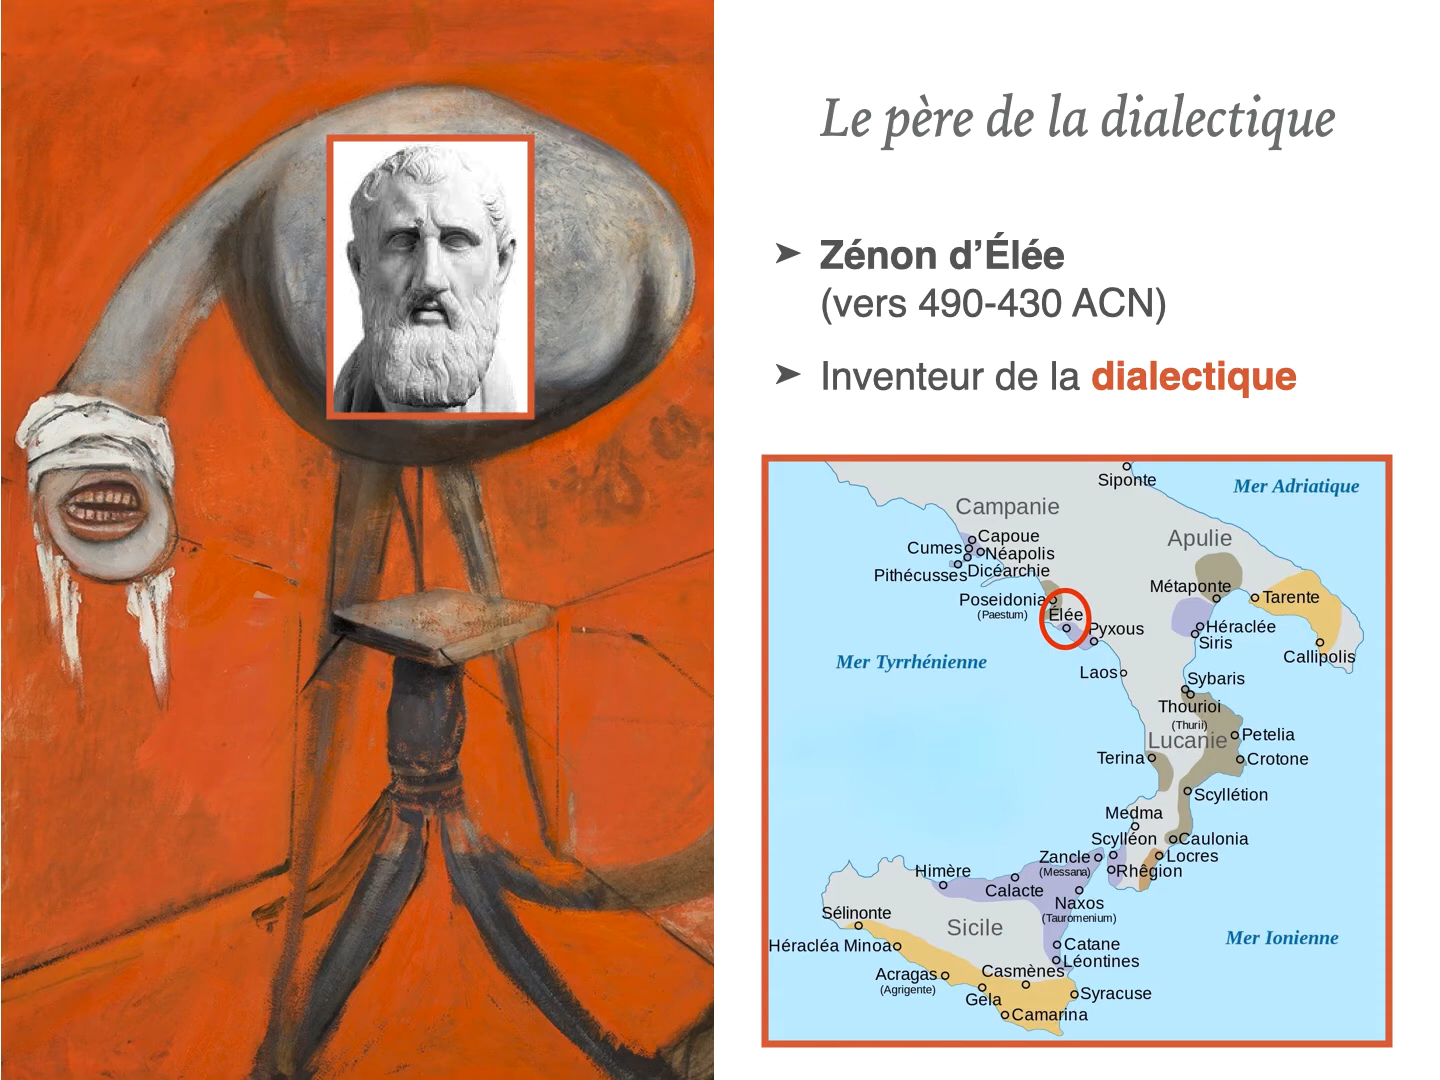 Le père de la dialectique
➤ Zénon d’Élée
(vers 490-430 ACN)
➤ Inventeur de la dialectique
Siponte
Mer Adriatique
Campanie
Capoue
Apulie
Cumes
Néapolis
Pithécusses
Dicéarchie
Métaponte
Tarente
Poseidonia
(Paestum)
Élée
Pyxous
Héraclée
Siris
Callipolis
Mer Tyrrhénienne
Laos
Sybaris
Thourioi
(Thurii)
Lucanie
Petelia
Terina
Crotone
Scyllétion
Medma
Scylléon
Caulonia
Zancle
(Messana)
Locres
Rhêgion
Himère
Calacte
Naxos
(Tauromenium)
Sélinonte
Sicile
Mer Ionienne
Héracléa Minoa
Catane
Léontines
Acragas
(Agrigente)
Casmènes
Gela
Syracuse
Camarina